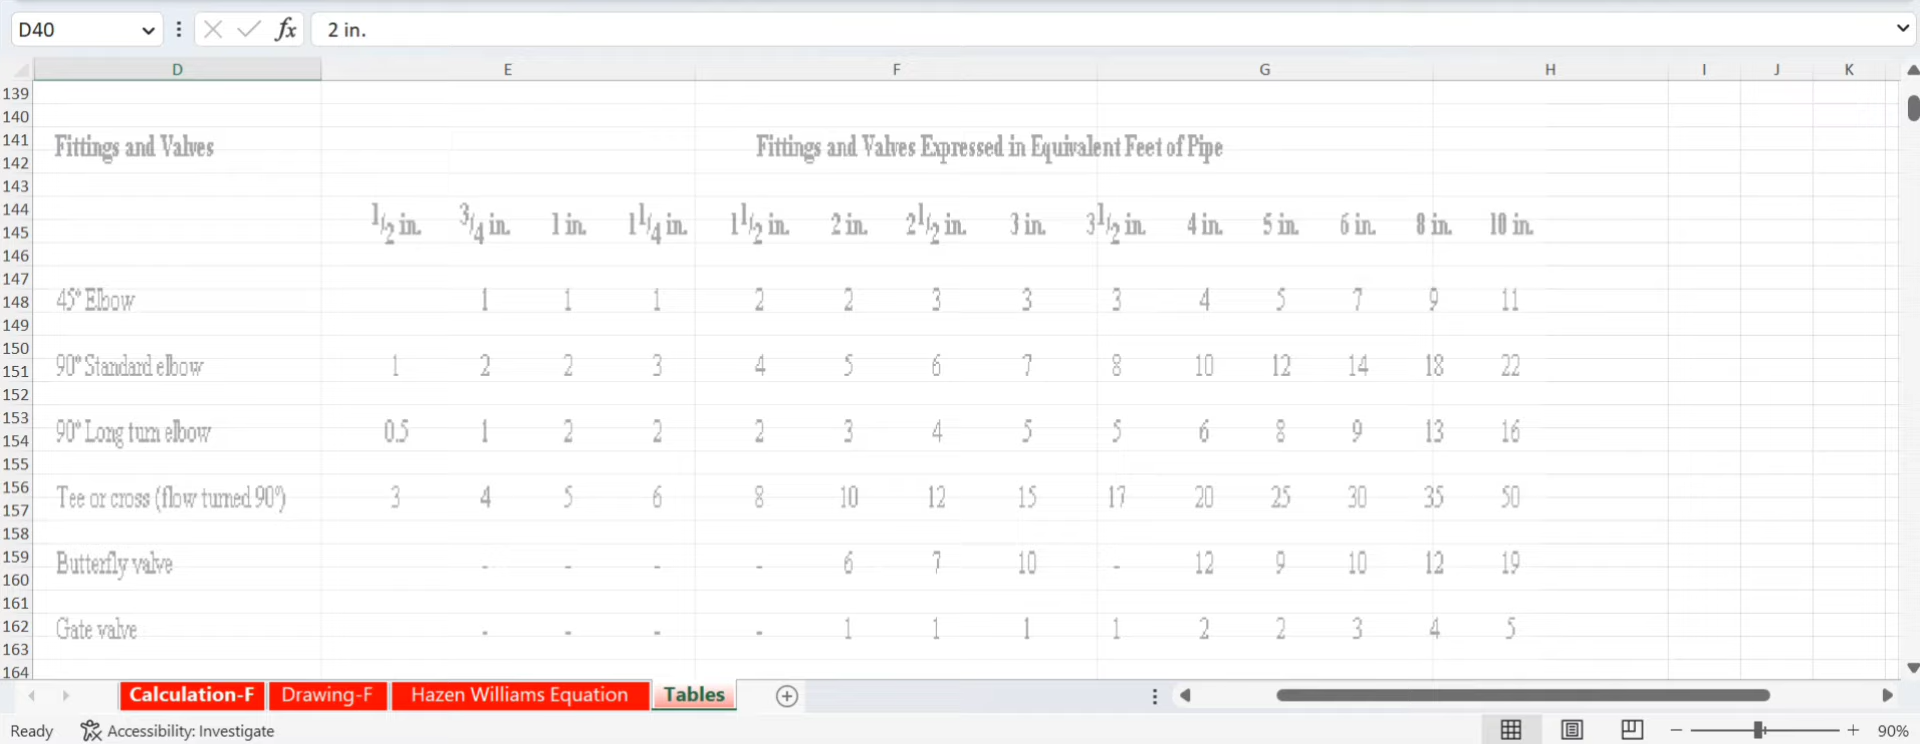 D40 fx 2 in.
D E F G H I J K
139
140
141
Fittings and Valves Fittings and Valves Expressed in Equivalent Feet of Pipe
142
143
144
1/2 in. 3/4 in. 1 in. 1 1/4 in. 1 1/2 in. 2 in. 2 1/2 in. 3 in. 3 1/2 in. 4 in. 5 in. 6 in. 8 in. 10 in.
145
146
147
148 45° Elbow 1 1 1 2 2 3 3 3 4 5 7 9 11
149
150
151 90° Standard elbow 1 2 2 3 4 5 6 7 8 10 12 14 18 22
152
153
90° Long turn elbow 0.5 1 2 2 2 3 4 5 5 6 8 9 13 16
154
155
156
Tee or cross (flow turned 90°) 3 4 5 6 8 10 12 15 17 20 25 30 35 50
157
158
159 Butterfly valve - - - - 6 7 10 - 12 9 10 12 19
160
161
162 Gate valve - - - - 1 1 1 1 2 2 3 4 5
163
164
Calculation-F Drawing-F Hazen Williams Equation Tables
Ready Accessibility: Investigate 90%